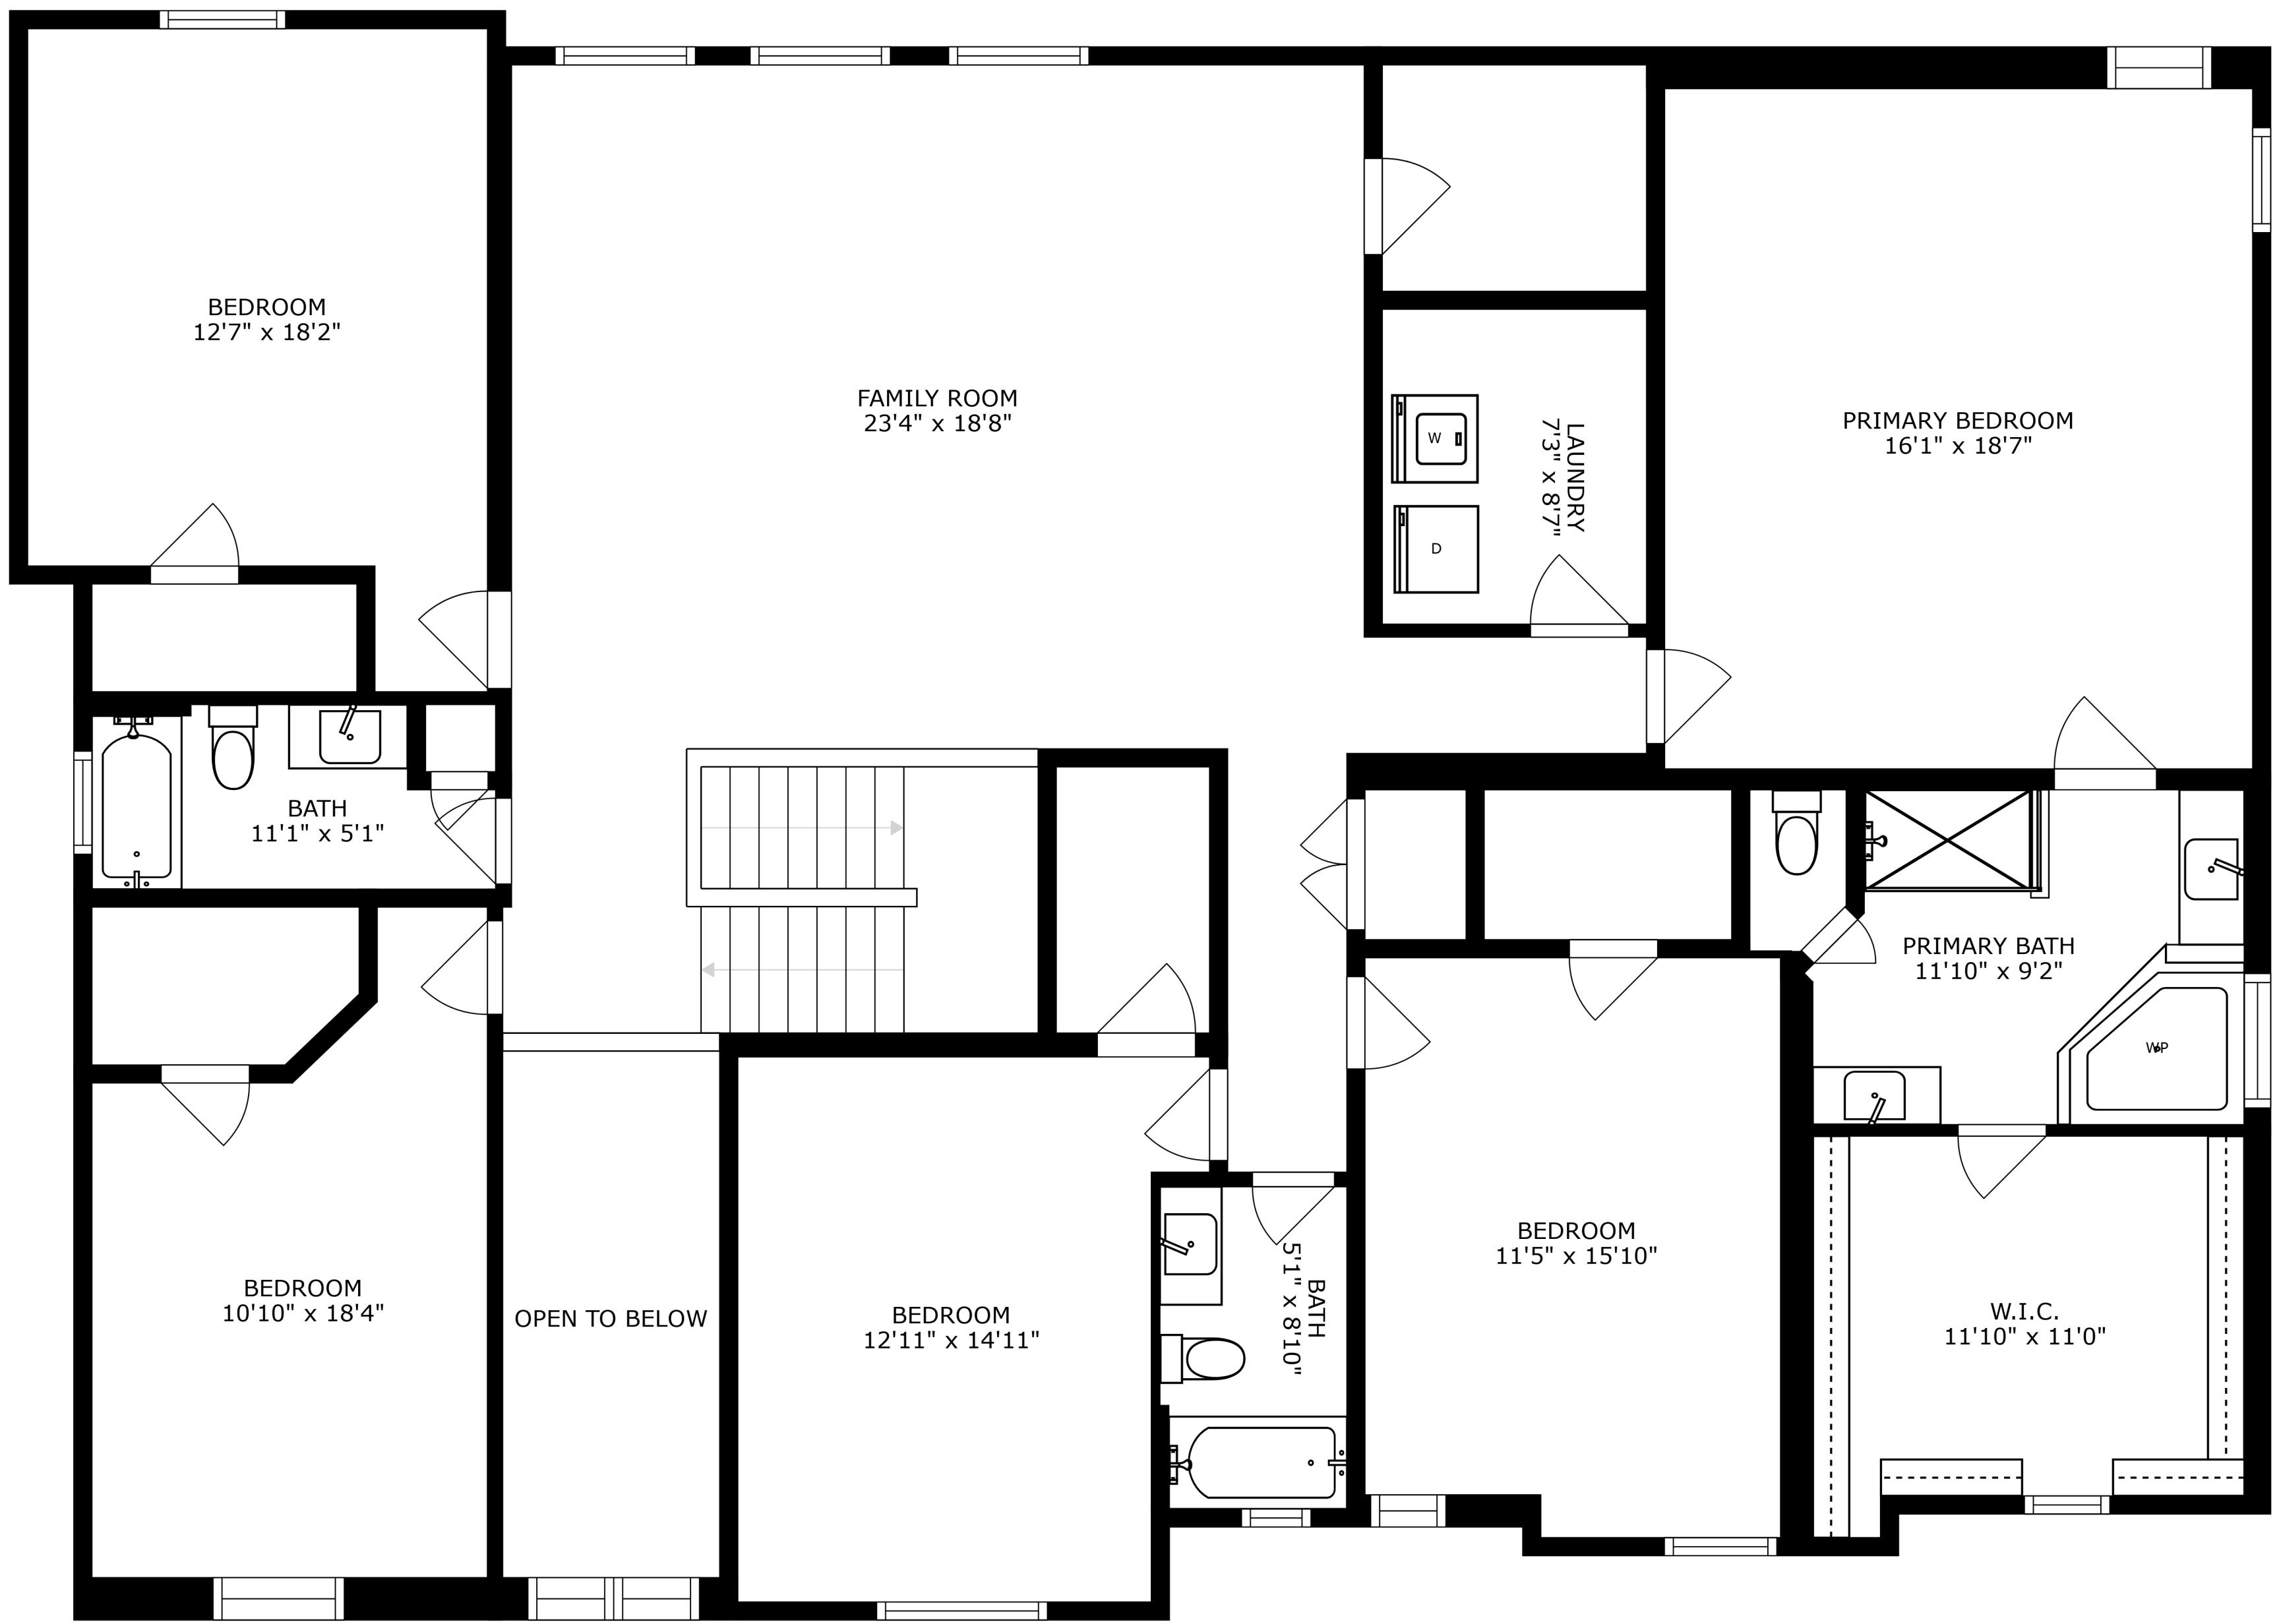 BEDROOM
12'7" x 18'2"
FAMILY ROOM
23'4" x 18'8"
W
D
LAUNDRY
7'3" x 8'7"
PRIMARY BEDROOM
16'1" x 18'7"
BATH
11'1" x 5'1"
PRIMARY BATH
11'10" x 9'2"
WP
BEDROOM
10'10" x 18'4"
OPEN TO BELOW
BEDROOM
12'11" x 14'11"
BATH
5'1" x 8'10"
BEDROOM
11'5" x 15'10"
W.I.C.
11'10" x 11'0"